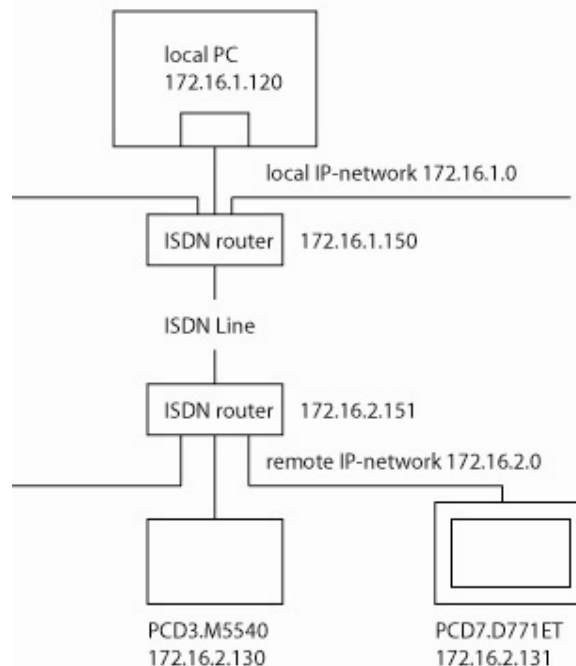 local PC
172.16.1.120
local IP-network 172.16.1.0
ISDN router
172.16.1.150
ISDN Line
ISDN router
172.16.2.151
remote IP-network 172.16.2.0
PCD3.M5540
172.16.2.130
PCD7.D771ET
172.16.2.131